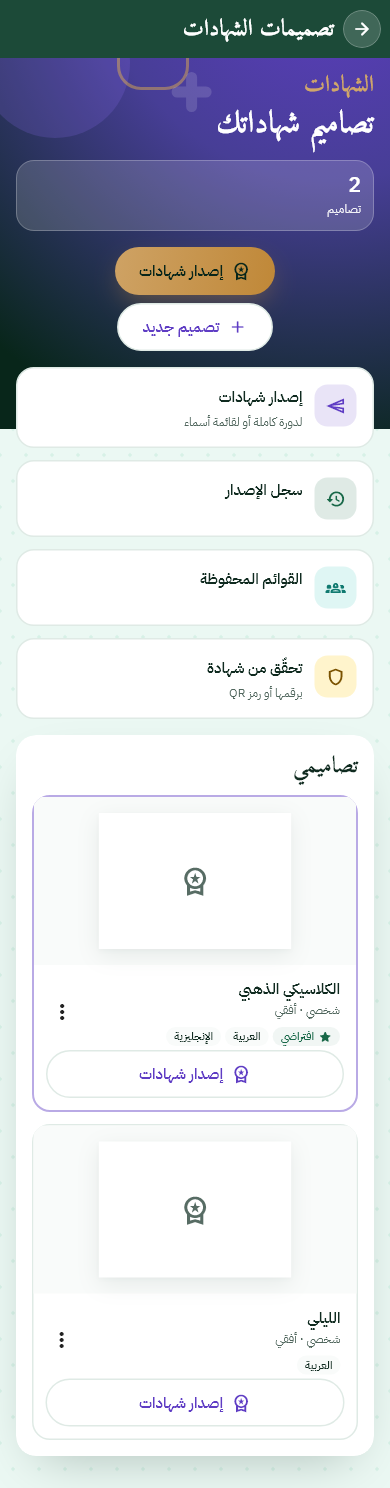 تصميمات الشهادات
الشهادات
تصاميم شهاداتك
2
تصاميم
إصدار شهادات
تصميم جديد
إصدار شهادات
لدورة كاملة أو لقائمة أسماء
سجل الإصدار
القوائم المحفوظة
تحقّق من شهادة
برقمها أو رمز QR
تصاميمي
الكلاسيكي الذهبي
شخصي · أفقي
افتراضي العربية الإنجليزية
إصدار شهادات
الليلي
شخصي · أفقي
العربية
إصدار شهادات